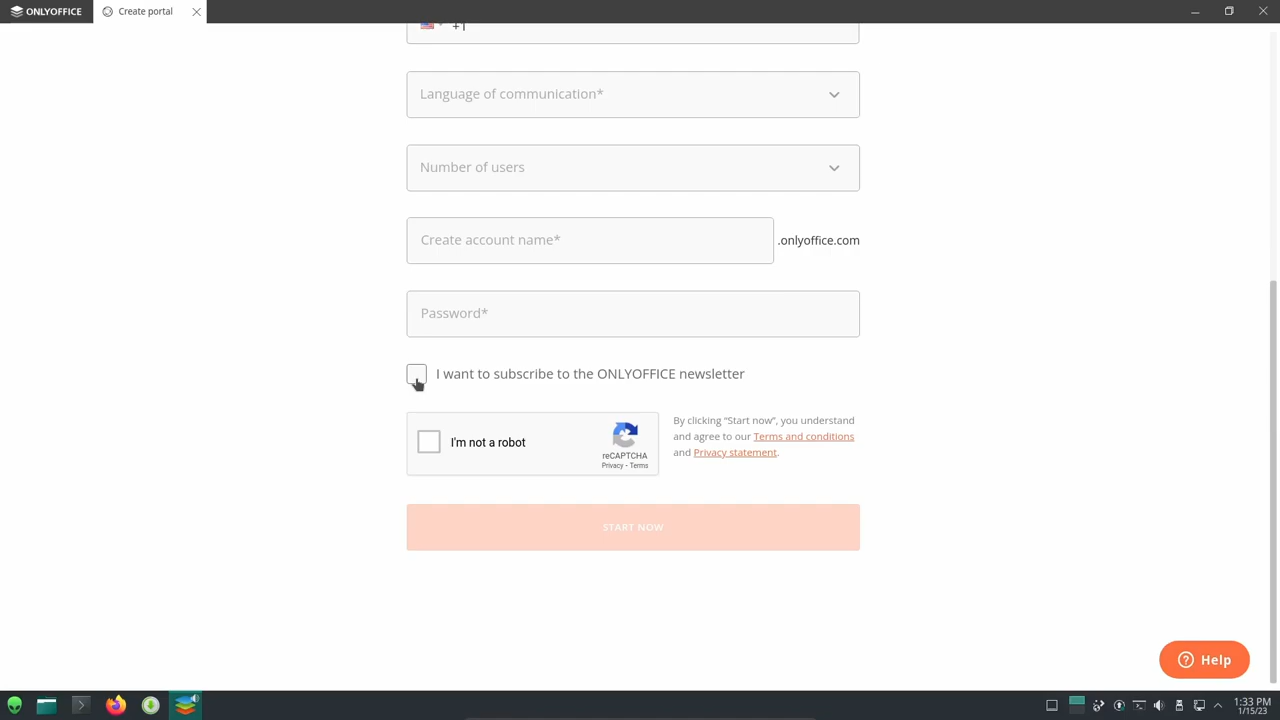 ONLYOFFICE
Create portal
+1
Language of communication*
Number of users
Create account name*
.onlyoffice.com
Password*
I want to subscribe to the ONLYOFFICE newsletter
I'm not a robot
reCAPTCHA
Privacy - Terms
By clicking “Start now”, you understand
and agree to our Terms and conditions
and Privacy statement.
START NOW
Help
1:33 PM
1/15/23